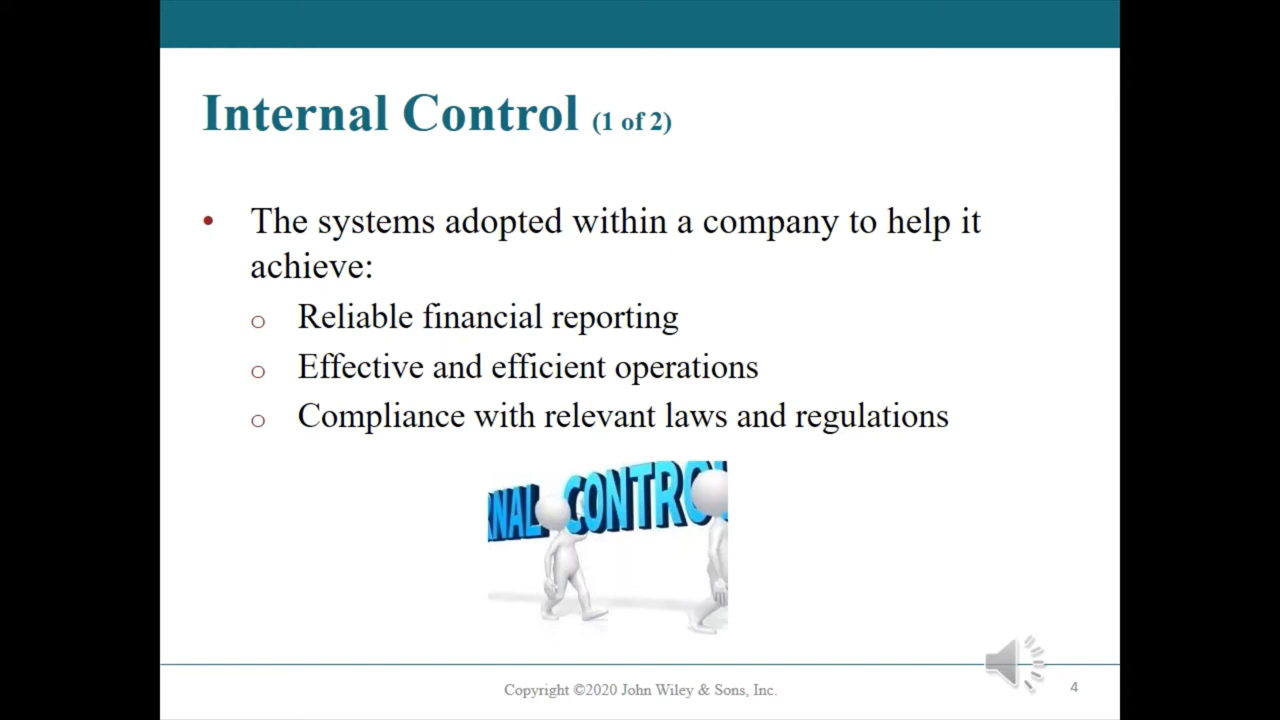 Internal Control (1 of 2)
• The systems adopted within a company to help it
achieve:
o Reliable financial reporting
o Effective and efficient operations
o Compliance with relevant laws and regulations
RNAL CONTRO
Copyright ©2020 John Wiley & Sons, Inc.
4